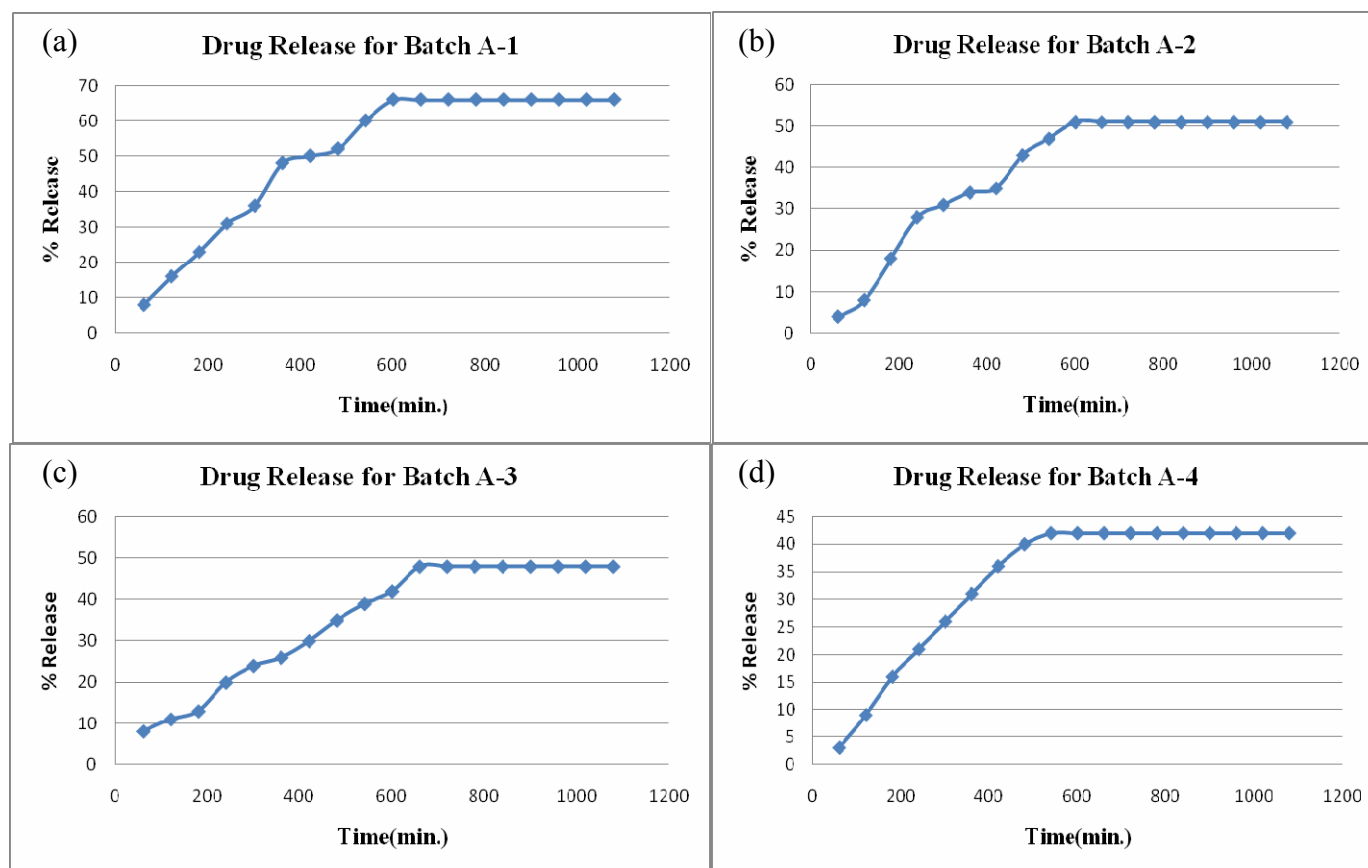 (a)
Drug Release for Batch A-1
% Release
70
60
50
40
30
20
10
0
0 200 400 600 800 1000 1200
Time(min.)
(b)
Drug Release for Batch A-2
% Release
60
50
40
30
20
10
0
0 200 400 600 800 1000 1200
Time(min.)
(c)
Drug Release for Batch A-3
% Release
60
50
40
30
20
10
0
0 200 400 600 800 1000 1200
Time(min.)
(d)
Drug Release for Batch A-4
% Release
45
40
35
30
25
20
15
10
5
0
0 200 400 600 800 1000 1200
Time(min.)